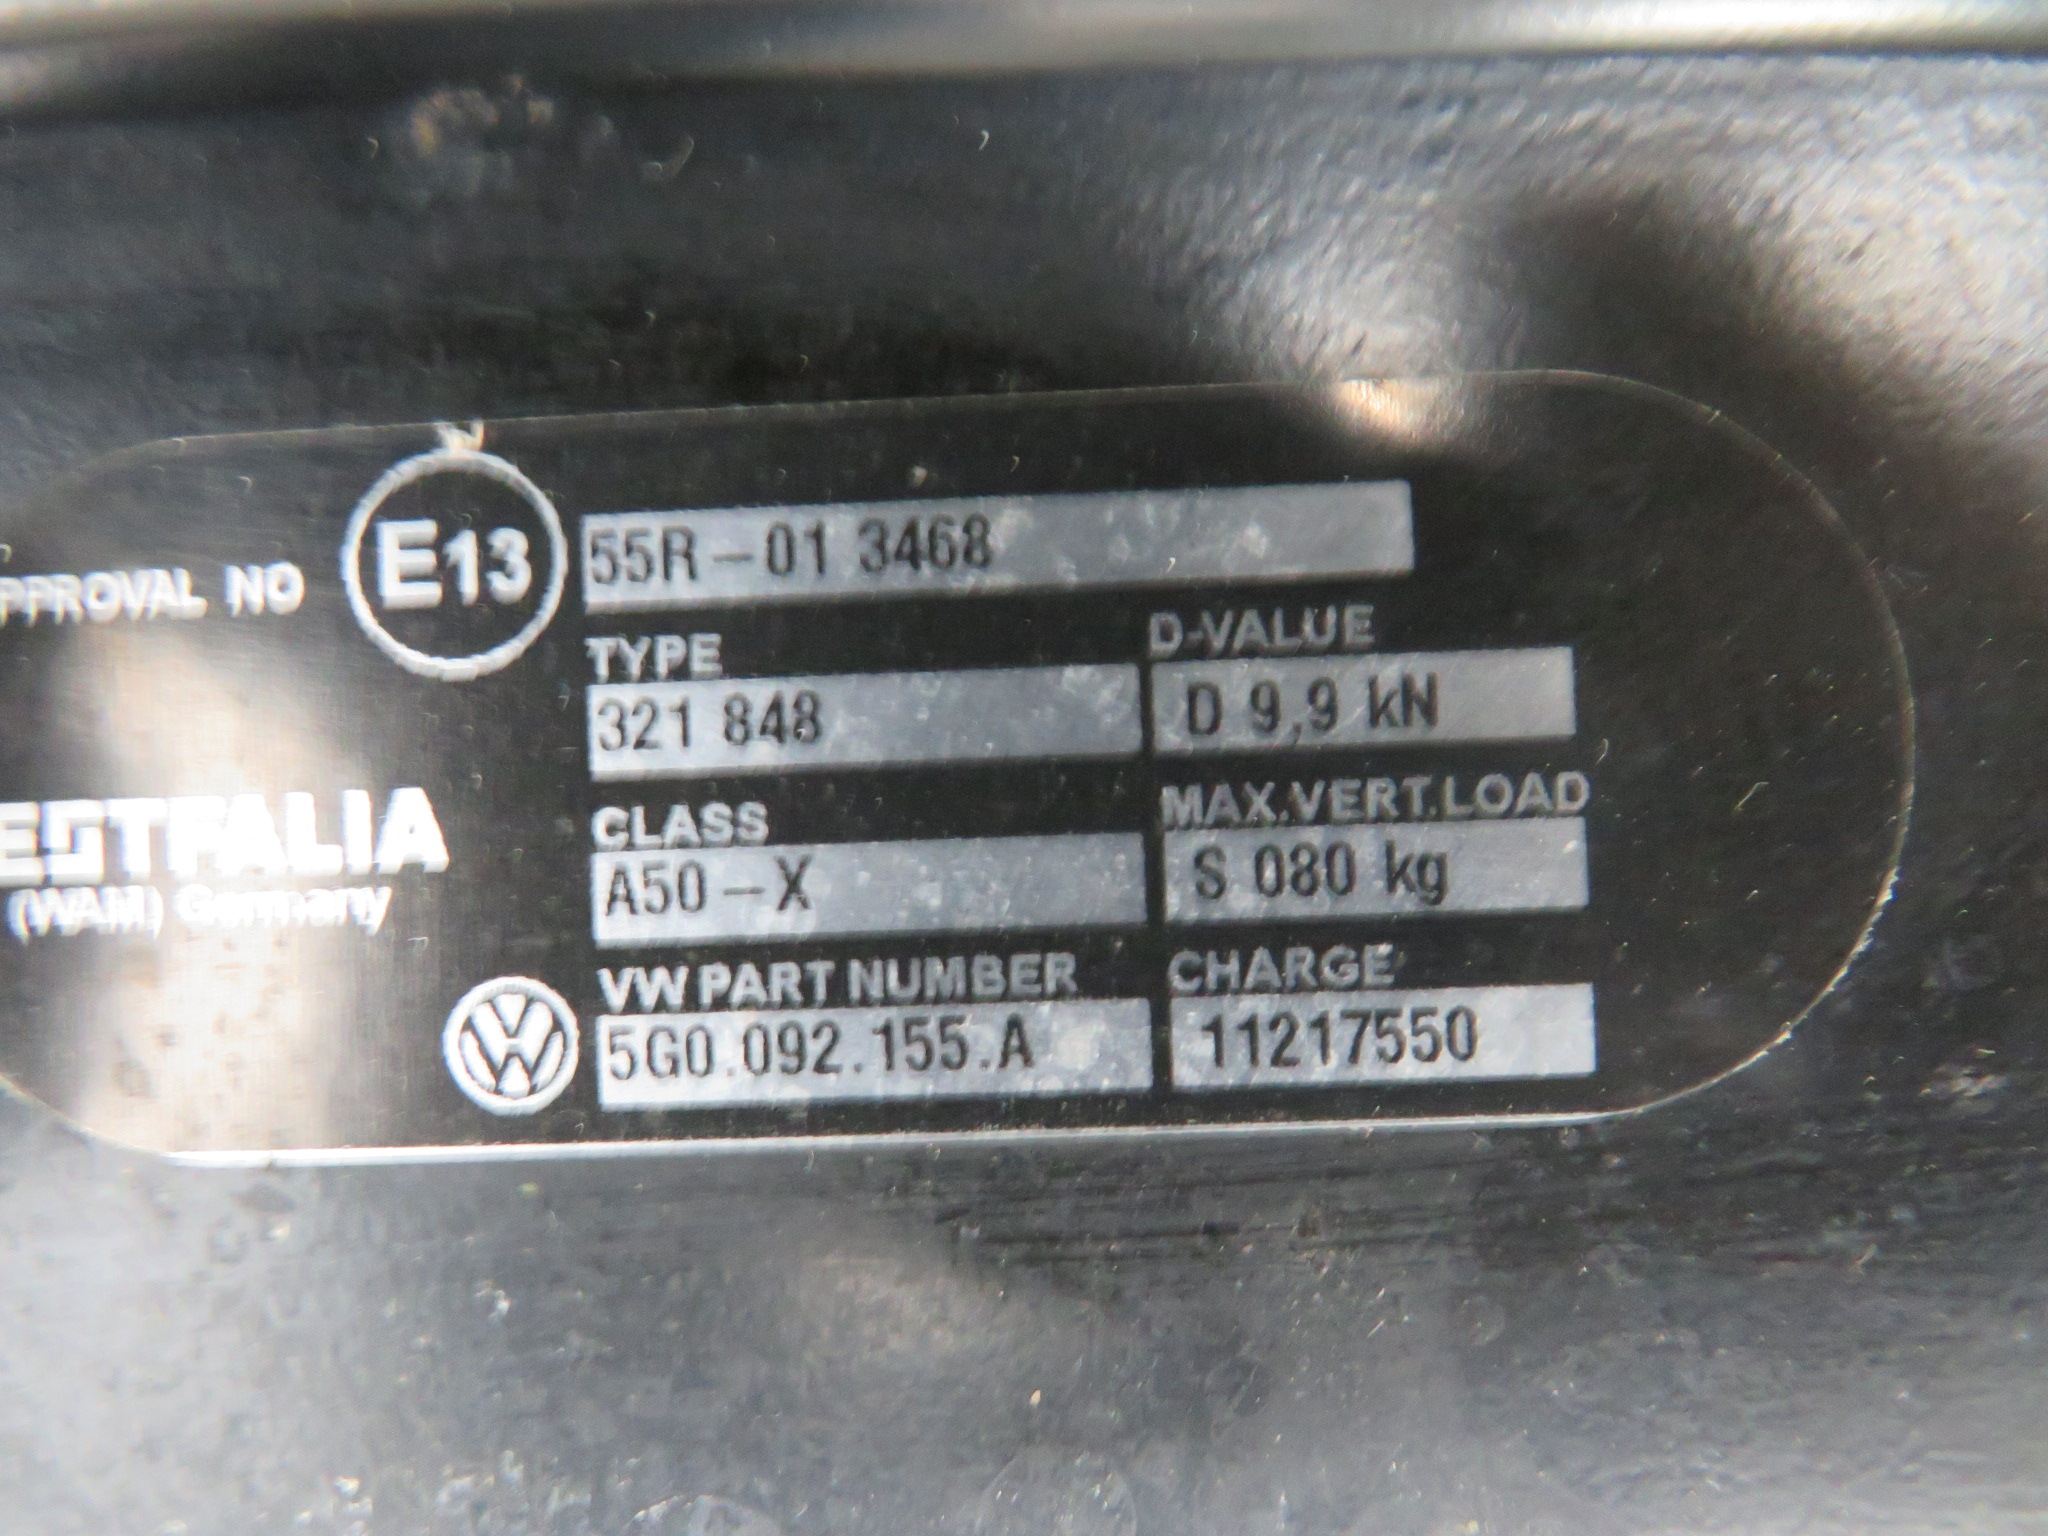 PPROVAL NO E13 55R-01 3468
TYPE D-VALUE
321 848 D 9,9 kN
ESTFALIA
(WAM) Germany
CLASS MAX.VERT.LOAD
A50-X S 080 kg
VW PART NUMBER CHARGE
5G0.092.155.A 11217550